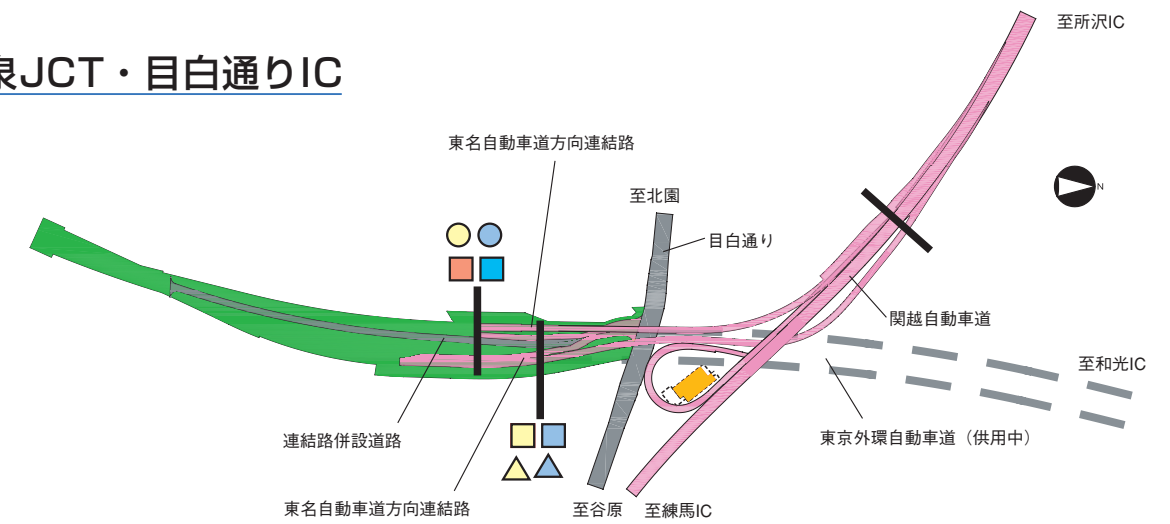 泉JCT・目白通りIC
至所沢IC
東名自動車道方向連結路
至北園
目白通り
N
関越自動車道
至和光IC
東京外環自動車道（供用中）
連結路併設道路
東名自動車道方向連結路
至谷原
至練馬IC